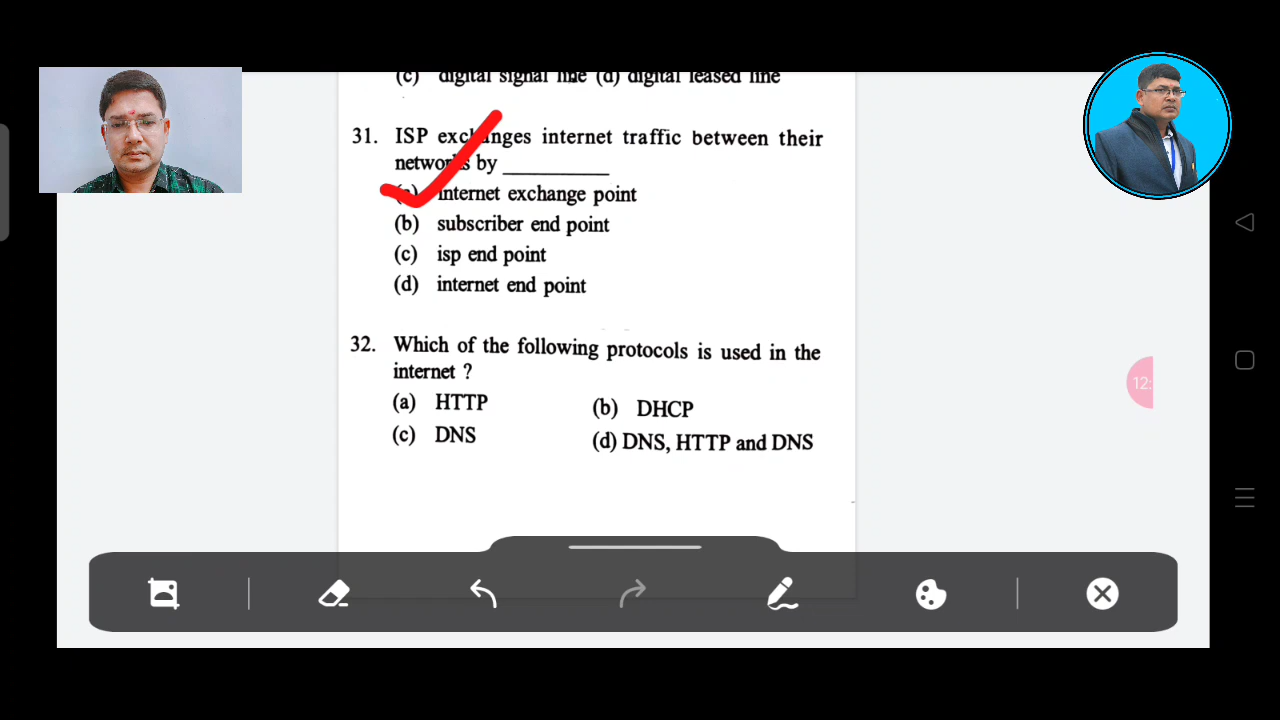 (c) digital signal line (d) digital leased line
31. ISP exchanges internet traffic between their
networks by __________
(a) internet exchange point
(b) subscriber end point
(c) isp end point
(d) internet end point
32. Which of the following protocols is used in the
internet ?
(a) HTTP (b) DHCP
(c) DNS (d) DNS, HTTP and DNS
12: